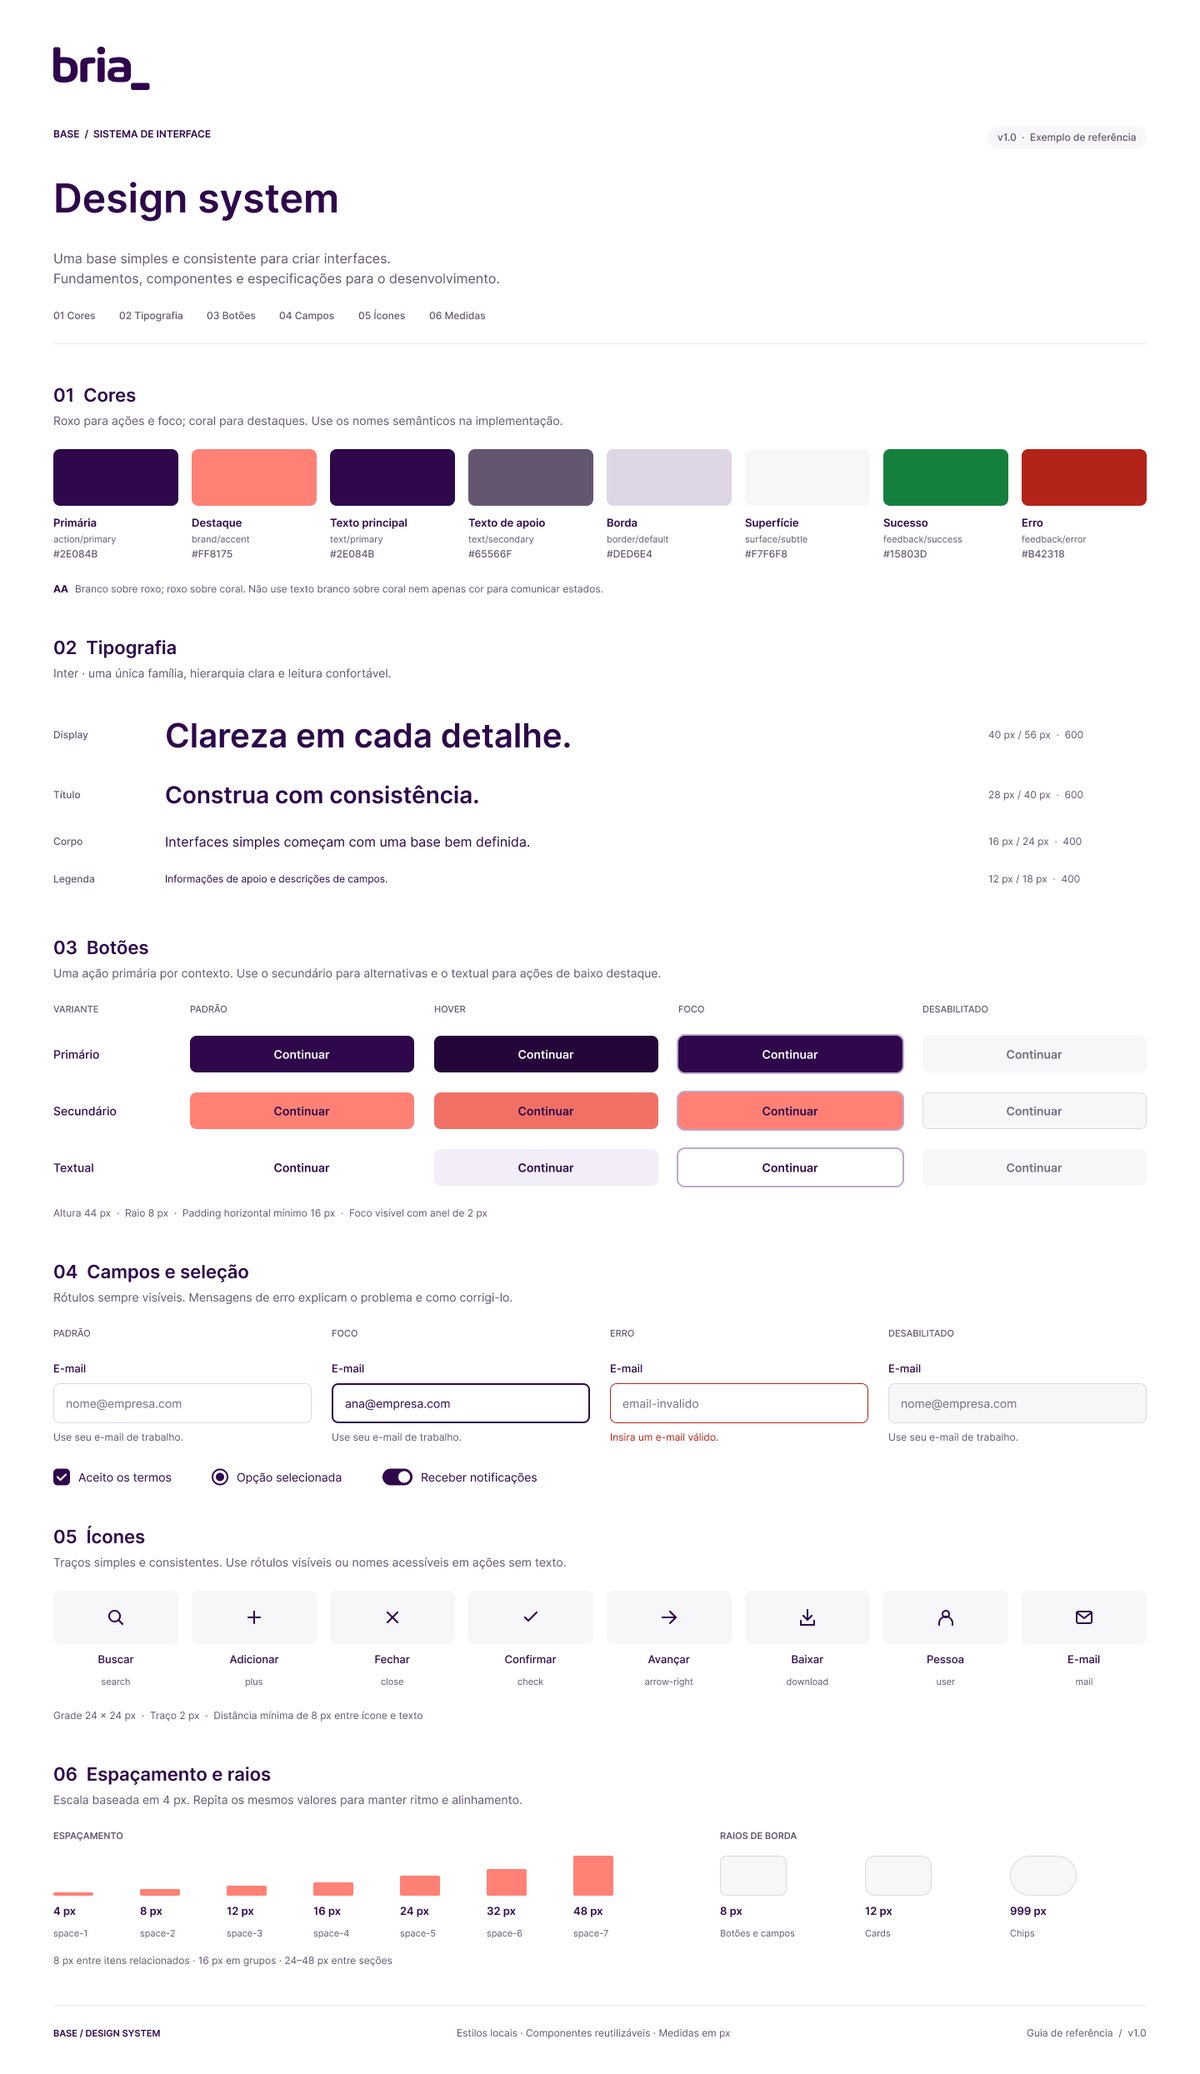 bria_
BASE / SISTEMA DE INTERFACE
v1.0 · Exemplo de referência
Design system
Uma base simples e consistente para criar interfaces.
Fundamentos, componentes e especificações para o desenvolvimento.
01 Cores 02 Tipografia 03 Botões 04 Campos 05 Ícones 06 Medidas
01 Cores
Roxo para ações e foco; coral para destaques. Use os nomes semânticos na implementação.
Primária Destaque Texto principal Texto de apoio Borda Superfície Sucesso Erro
action/primary brand/accent text/primary text/secondary border/default surface/subtle feedback/success feedback/error
#2E084B #FF8175 #2E084B #65566F #DED6E4 #F7F6F8 #15803D #B42318
AA Branco sobre roxo; roxo sobre coral. Não use texto branco sobre coral nem apenas cor para comunicar estados.
02 Tipografia
Inter · uma única família, hierarquia clara e leitura confortável.
Display Clareza em cada detalhe. 40 px / 56 px · 600
Título Construa com consistência. 28 px / 40 px · 600
Corpo Interfaces simples começam com uma base bem definida. 16 px / 24 px · 400
Legenda Informações de apoio e descrições de campos. 12 px / 18 px · 400
03 Botões
Uma ação primária por contexto. Use o secundário para alternativas e o textual para ações de baixo destaque.
VARIANTE PADRÃO HOVER FOCO DESABILITADO
Primário Continuar Continuar Continuar Continuar
Secundário Continuar Continuar Continuar Continuar
Textual Continuar Continuar Continuar Continuar
Altura 44 px · Raio 8 px · Padding horizontal mínimo 16 px · Foco visível com anel de 2 px
04 Campos e seleção
Rótulos sempre visíveis. Mensagens de erro explicam o problema e como corrigi-lo.
PADRÃO FOCO ERRO DESABILITADO
E-mail E-mail E-mail E-mail
nome@empresa.com ana@empresa.com email-invalido nome@empresa.com
Use seu e-mail de trabalho. Use seu e-mail de trabalho. Insira um e-mail válido. Use seu e-mail de trabalho.
Aceito os termos Opção selecionada Receber notificações
05 Ícones
Traços simples e consistentes. Use rótulos visíveis ou nomes acessíveis em ações sem texto.
Buscar Adicionar Fechar Confirmar Avançar Baixar Pessoa E-mail
search plus close check arrow-right download user mail
Grade 24 × 24 px · Traço 2 px · Distância mínima de 8 px entre ícone e texto
06 Espaçamento e raios
Escala baseada em 4 px. Repita os mesmos valores para manter ritmo e alinhamento.
ESPAÇAMENTO RAIOS DE BORDA
4 px 8 px 12 px 16 px 24 px 32 px 48 px 8 px 12 px 999 px
space-1 space-2 space-3 space-4 space-5 space-6 space-7 Botões e campos Cards Chips
8 px entre itens relacionados · 16 px em grupos · 24–48 px entre seções
BASE / DESIGN SYSTEM Estilos locais · Componentes reutilizáveis · Medidas em px Guia de referência / v1.0